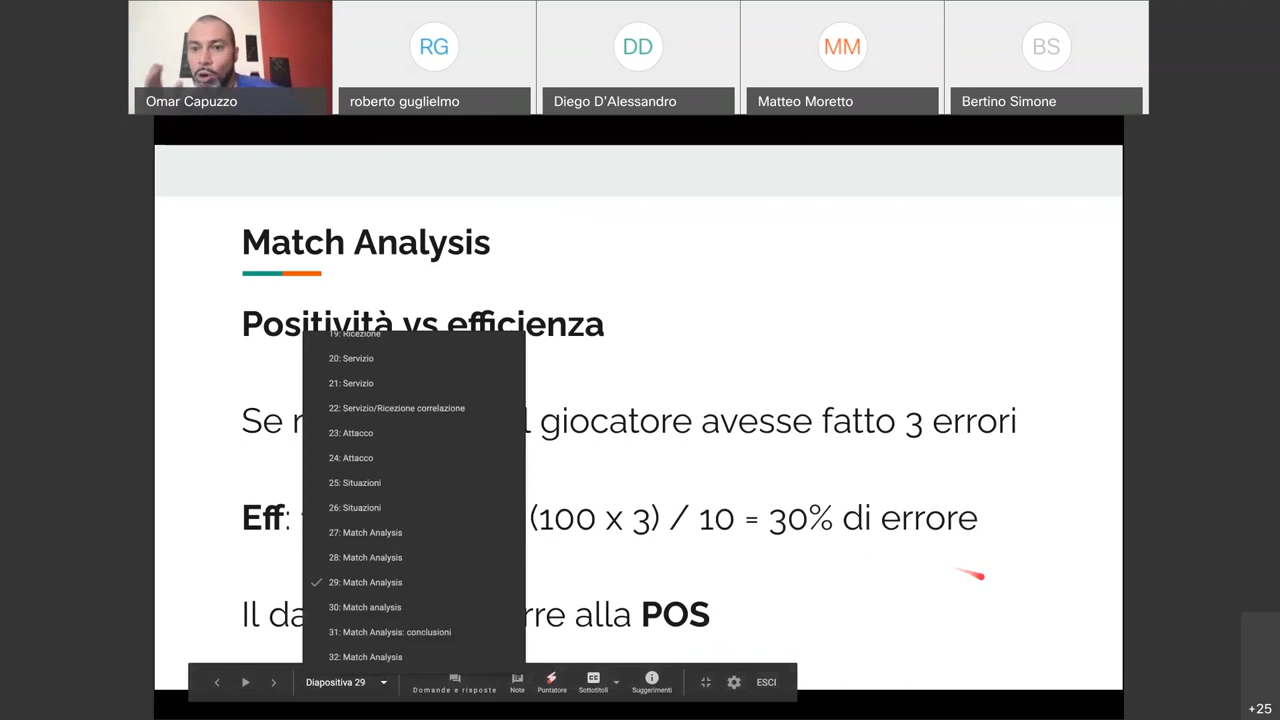 RG
DD
MM
BS
Omar Capuzzo
roberto guglielmo
Diego D'Alessandro
Matteo Moretto
Bertino Simone
Match Analysis
Positività vs efficienza
Se
l giocatore avesse fatto 3 errori
Eff:
(100 x 3) / 10 = 30% di errore
Il
rre alla POS
19: Ricezione
20: Servizio
21: Servizio
22: Servizio/Ricezione correlazione
23: Attacco
24: Attacco
25: Situazioni
26: Situazioni
27: Match Analysis
28: Match Analysis
29: Match Analysis
30: Match analysis
31: Match Analysis: conclusioni
32: Match Analysis
Diapositiva 29
Domande e risposte
Note
Puntatore
Sottotitoli
Suggerimenti
ESCI
+25